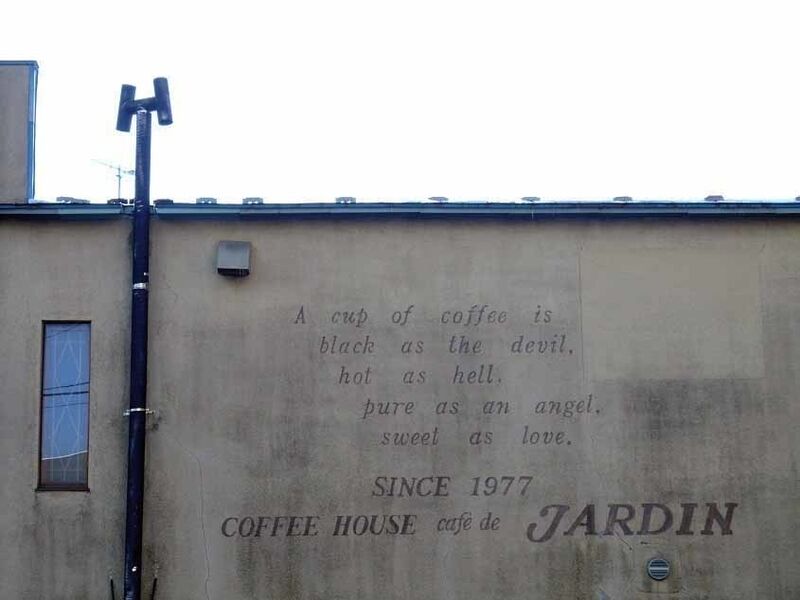 A cup of coffee is
black as the devil,
hot as hell,
pure as an angel,
sweet as love.
SINCE 1977
COFFEE HOUSE café de JARDIN